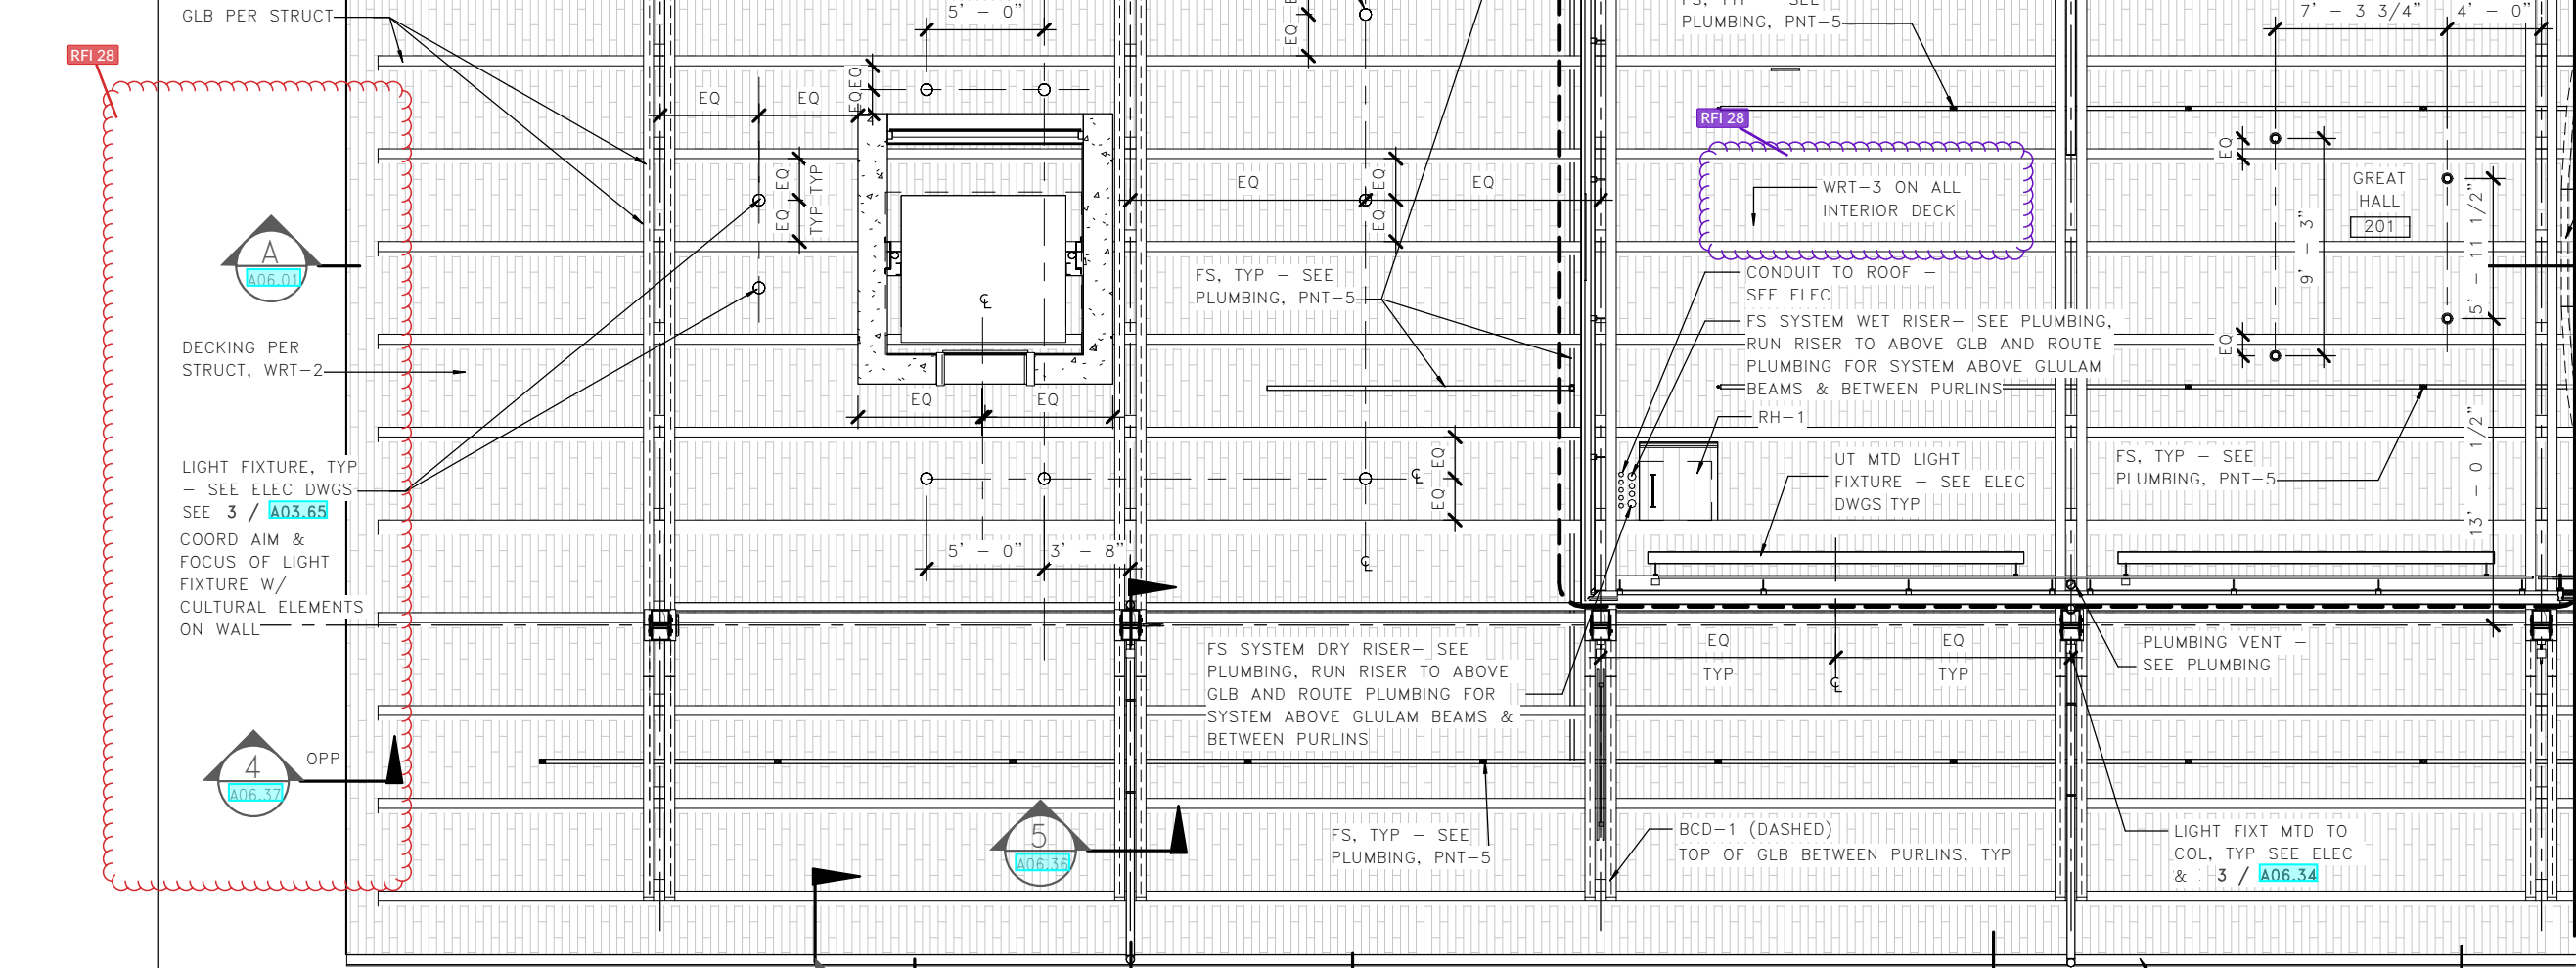 GLB PER STRUCT
RFI 28
A
A06.01
DECKING PER
STRUCT, WRT-2
LIGHT FIXTURE, TYP
- SEE ELEC DWGS
SEE 3 / A03.65
COORD AIM &
FOCUS OF LIGHT
FIXTURE W/
CULTURAL ELEMENTS
ON WALL
4
A06.37
OPP
5' - 0"
EQ
EQ
EQ
EQ
EQ
EQ
TYP
TYP
℄
EQ
EQ
5' - 0"
3' - 8"
5
A06.36
EQ
EQ
EQ
EQ
EQ
FS, TYP - SEE
PLUMBING, PNT-5
EQ
EQ
℄
℄
FS SYSTEM DRY RISER- SEE
PLUMBING, RUN RISER TO ABOVE
GLB AND ROUTE PLUMBING FOR
SYSTEM ABOVE GLULAM BEAMS &
BETWEEN PURLINS
FS, TYP - SEE
PLUMBING, PNT-5
FS, TYP - SEE
PLUMBING, PNT-5
RFI 28
WRT-3 ON ALL
INTERIOR DECK
CONDUIT TO ROOF -
SEE ELEC
FS SYSTEM WET RISER- SEE PLUMBING,
RUN RISER TO ABOVE GLB AND ROUTE
PLUMBING FOR SYSTEM ABOVE GLULAM
BEAMS & BETWEEN PURLINS
RH-1
UT MTD LIGHT
FIXTURE - SEE ELEC
DWGS TYP
EQ
TYP
EQ
TYP
℄
BCD-1 (DASHED)
TOP OF GLB BETWEEN PURLINS, TYP
7' - 3 3/4"
4' - 0"
EQ
GREAT
HALL
201
9' - 3"
5' - 11 1/2"
EQ
13' - 0 1/2"
FS, TYP - SEE
PLUMBING, PNT-5
PLUMBING VENT -
SEE PLUMBING
LIGHT FIXT MTD TO
COL, TYP SEE ELEC
& 3 / A06.34